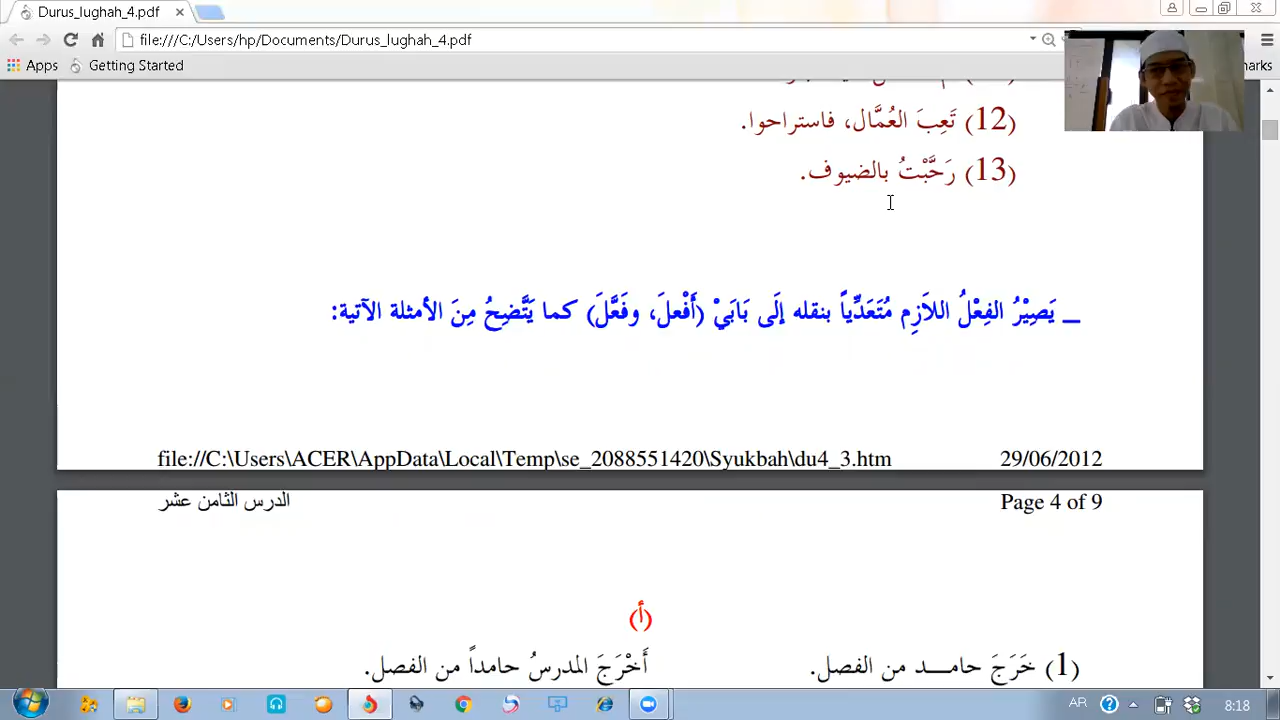 Durus_lughah_4.pdf
file:///C:/Users/hp/Documents/Durus_lughah_4.pdf
Apps Getting Started
(12) تَعِبَ العُمَّال، فاستراحوا.
(13) رَحَّبْتُ بالضيوف.
ــ يَصِيْرُ الفِعْلُ اللاَزِم مُتَعَدِّياً بنقله إلَى بَابَيْ (أَفْعلَ، وفَعَّلَ) كما يَتَّضِحُ مِنَ الأمثلة الآتية:
file://C:\Users\ACER\AppData\Local\Temp\se_2088551420\Syukbah\du4_3.htm 29/06/2012
الدرس الثامن عشر Page 4 of 9
(أ)
(1) خَرَجَ حامــد من الفصل. أَخْرَجَ المدرسُ حامداً من الفصل.
AR 8:18